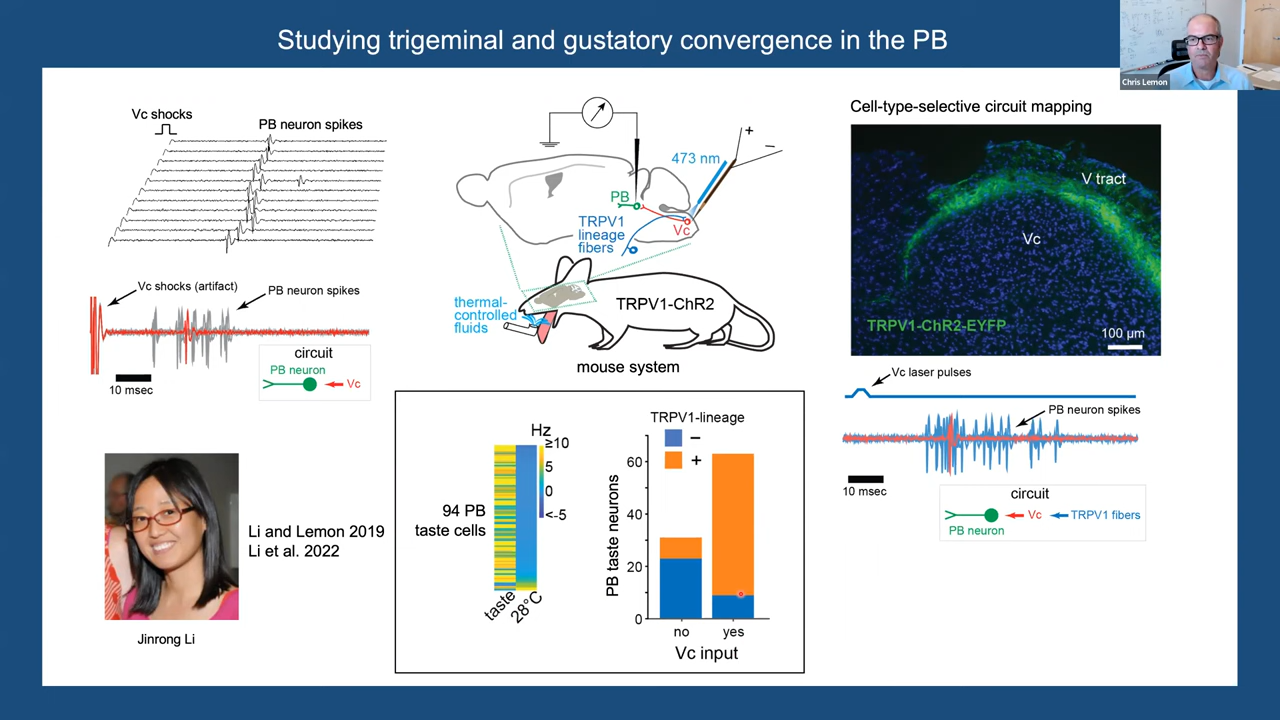 Studying trigeminal and gustatory convergence in the PB
Chris Lemon
Vc shocks
PB neuron spikes
Vc shocks (artifact)
PB neuron spikes
10 msec
circuit
PB neuron
Vc
Li and Lemon 2019
Li et al. 2022
Jinrong Li
+
–
473 nm
PB
TRPV1
lineage
fibers
Vc
thermal-
controlled
fluids
TRPV1-ChR2
mouse system
Hz
≥10
5
0
<-5
94 PB
taste cells
taste
28°C
TRPV1-lineage
–
+
PB taste neurons
60
40
20
0
no
yes
Vc input
Cell-type-selective circuit mapping
V tract
Vc
TRPV1-ChR2-EYFP
100 µm
Vc laser pulses
PB neuron spikes
10 msec
circuit
Vc
TRPV1 fibers
PB neuron